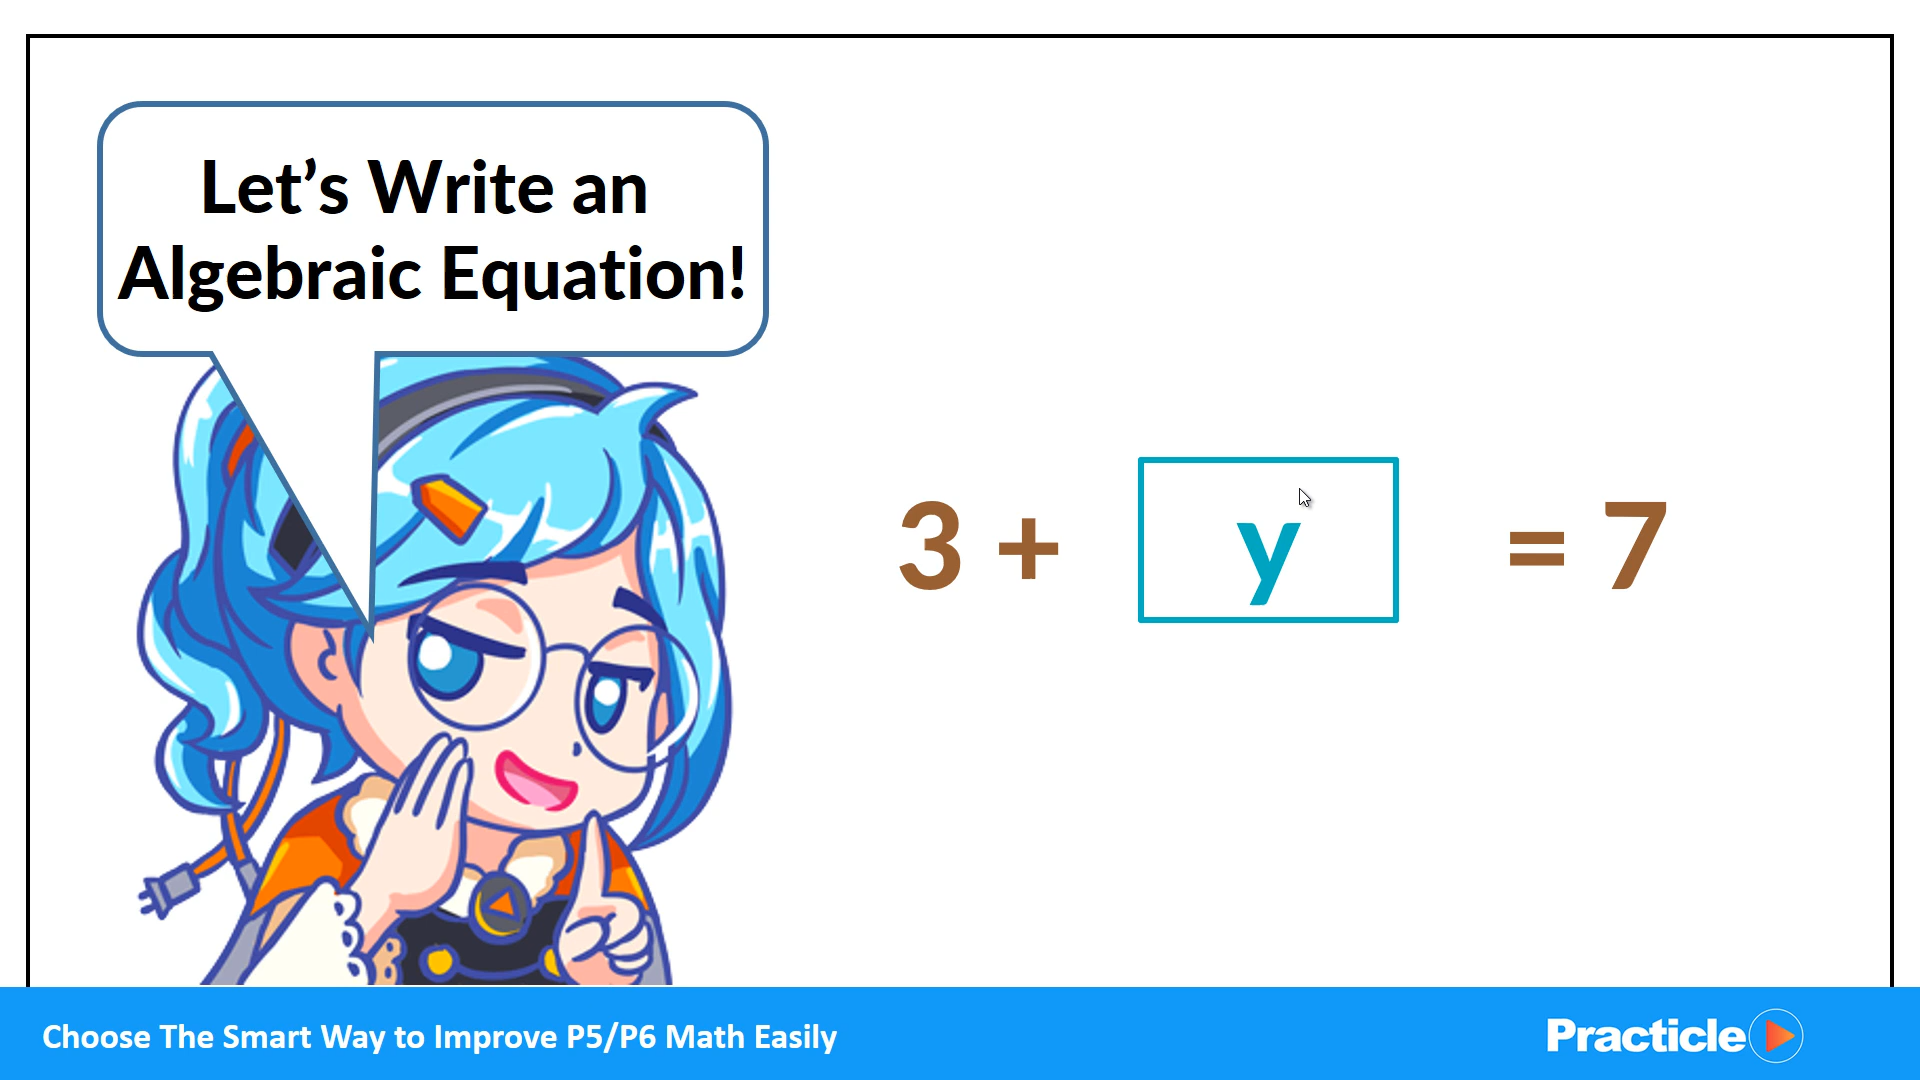 Let’s Write an
Algebraic Equation!
3 + y = 7
Choose The Smart Way to Improve P5/P6 Math Easily
Practicle